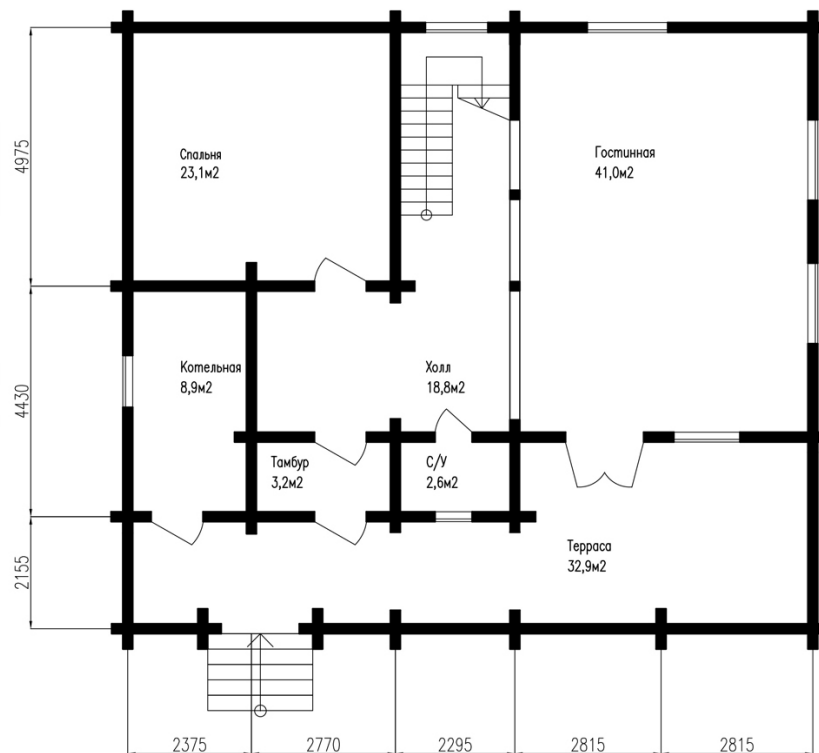 Спальня
23,1м2
Гостинная
41,0м2
4975
Котельная
8,9м2
Холл
18,8м2
4430
Тамбур
3,2м2
С/У
2,6м2
Терраса
32,9м2
2155
2375
2770
2295
2815
2815